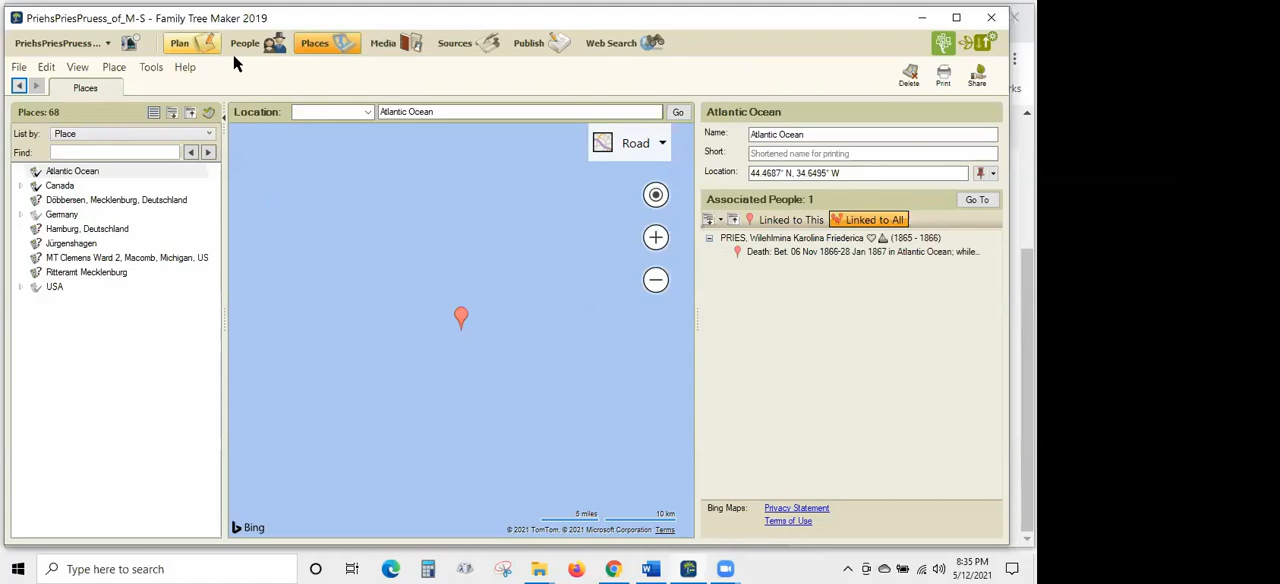 PriehsPriesPruess_of_M-S - Family Tree Maker 2019
PriehsPriesPruess...
Plan
People
Places
Media
Sources
Publish
Web Search
File Edit View Place Tools Help
Delete
Print
Share
Places
Places: 68
List by: Place
Find:
Atlantic Ocean
Canada
Döbbersen, Mecklenburg, Deutschland
Germany
Hamburg, Deutschland
Jürgenshagen
MT Clemens Ward 2, Macomb, Michigan, US
Ritteramt Mecklenburg
USA
Location: Atlantic Ocean Go
Road
5 miles 10 km
Bing
© 2021 TomTom, © 2021 Microsoft Corporation Terms
Atlantic Ocean
Name: Atlantic Ocean
Short: Shortened name for printing
Location: 44.4687° N, 34.6495° W
Associated People: 1 Go To
Linked to This Linked to All
PRIES, Wilehlmina Karolina Friederica (1865 - 1866)
Death: Bet. 06 Nov 1866-28 Jan 1867 in Atlantic Ocean; while...
Bing Maps: Privacy Statement
Terms of Use
ks
Type here to search
8:35 PM
5/12/2021